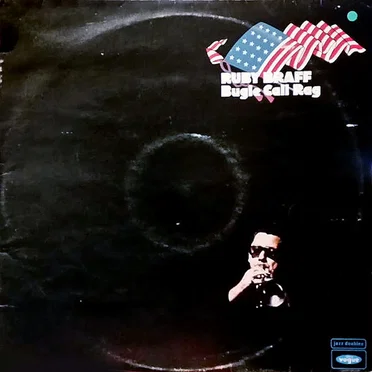 RUBY BRAFF
Bugle Call Rag
jazz doubles
vogue